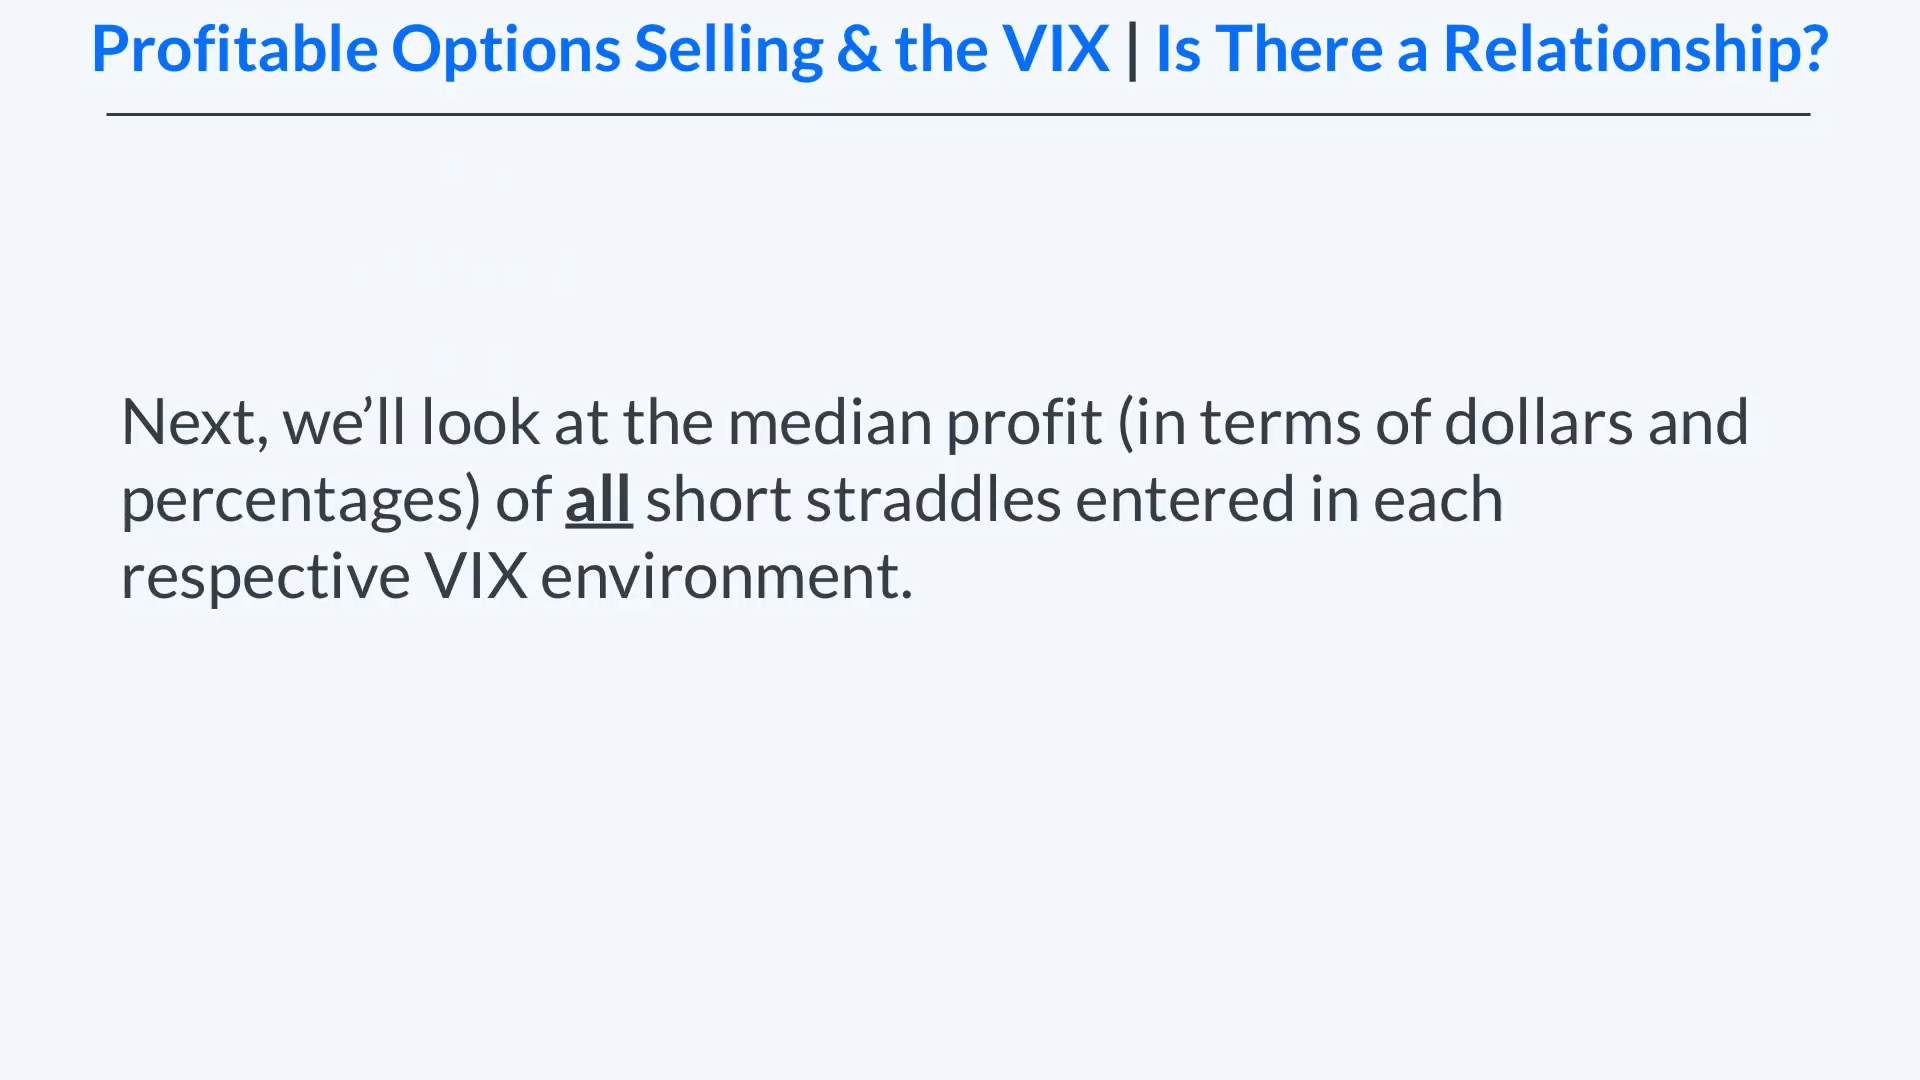 Profitable Options Selling & the VIX | Is There a Relationship?
Next, we’ll look at the median profit (in terms of dollars and
percentages) of all short straddles entered in each
respective VIX environment.